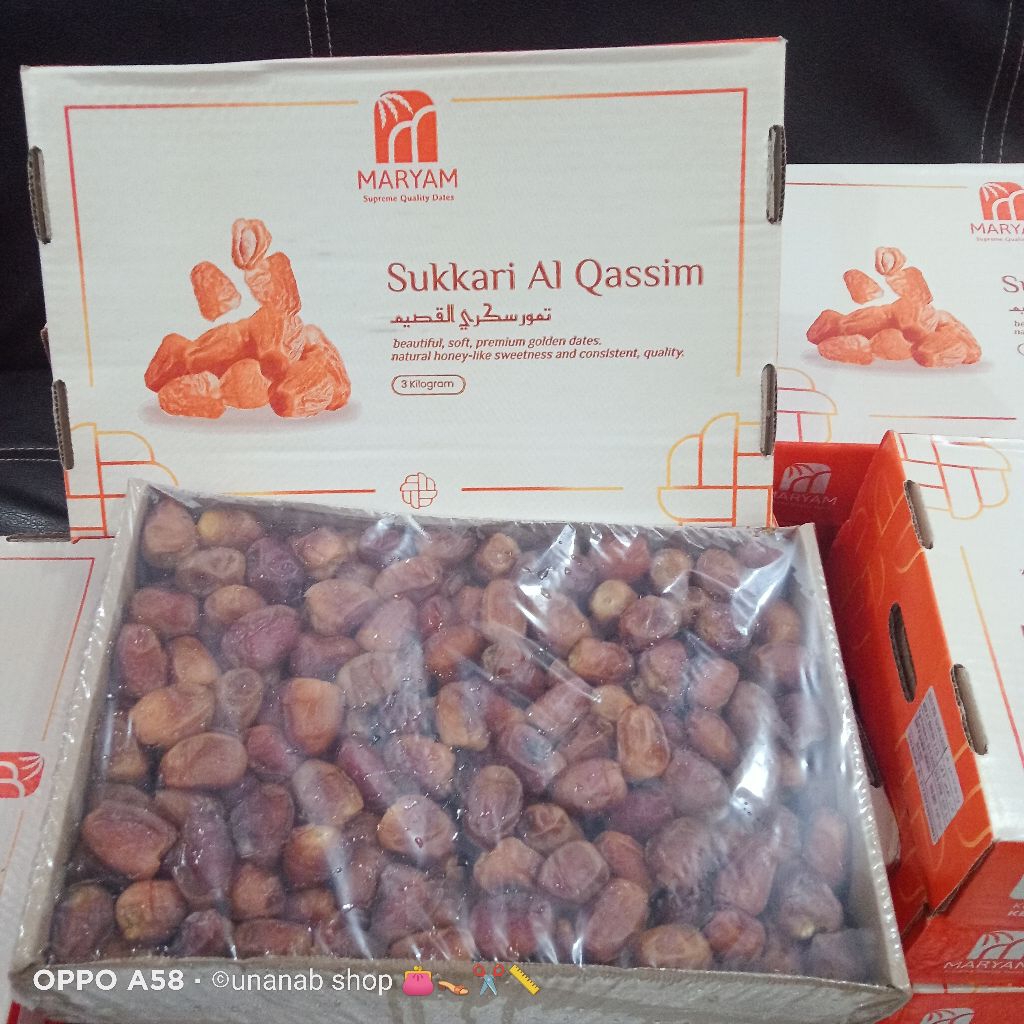 MARYAM
Supreme Quality Dates
Sukkari Al Qassim
تمور سكري القصيم
beautiful, soft, premium golden dates.
natural honey-like sweetness and consistent, quality.
3 Kilogram
MARYAM
OPPO A58 · ©unanab shop 👛👡✂️📏